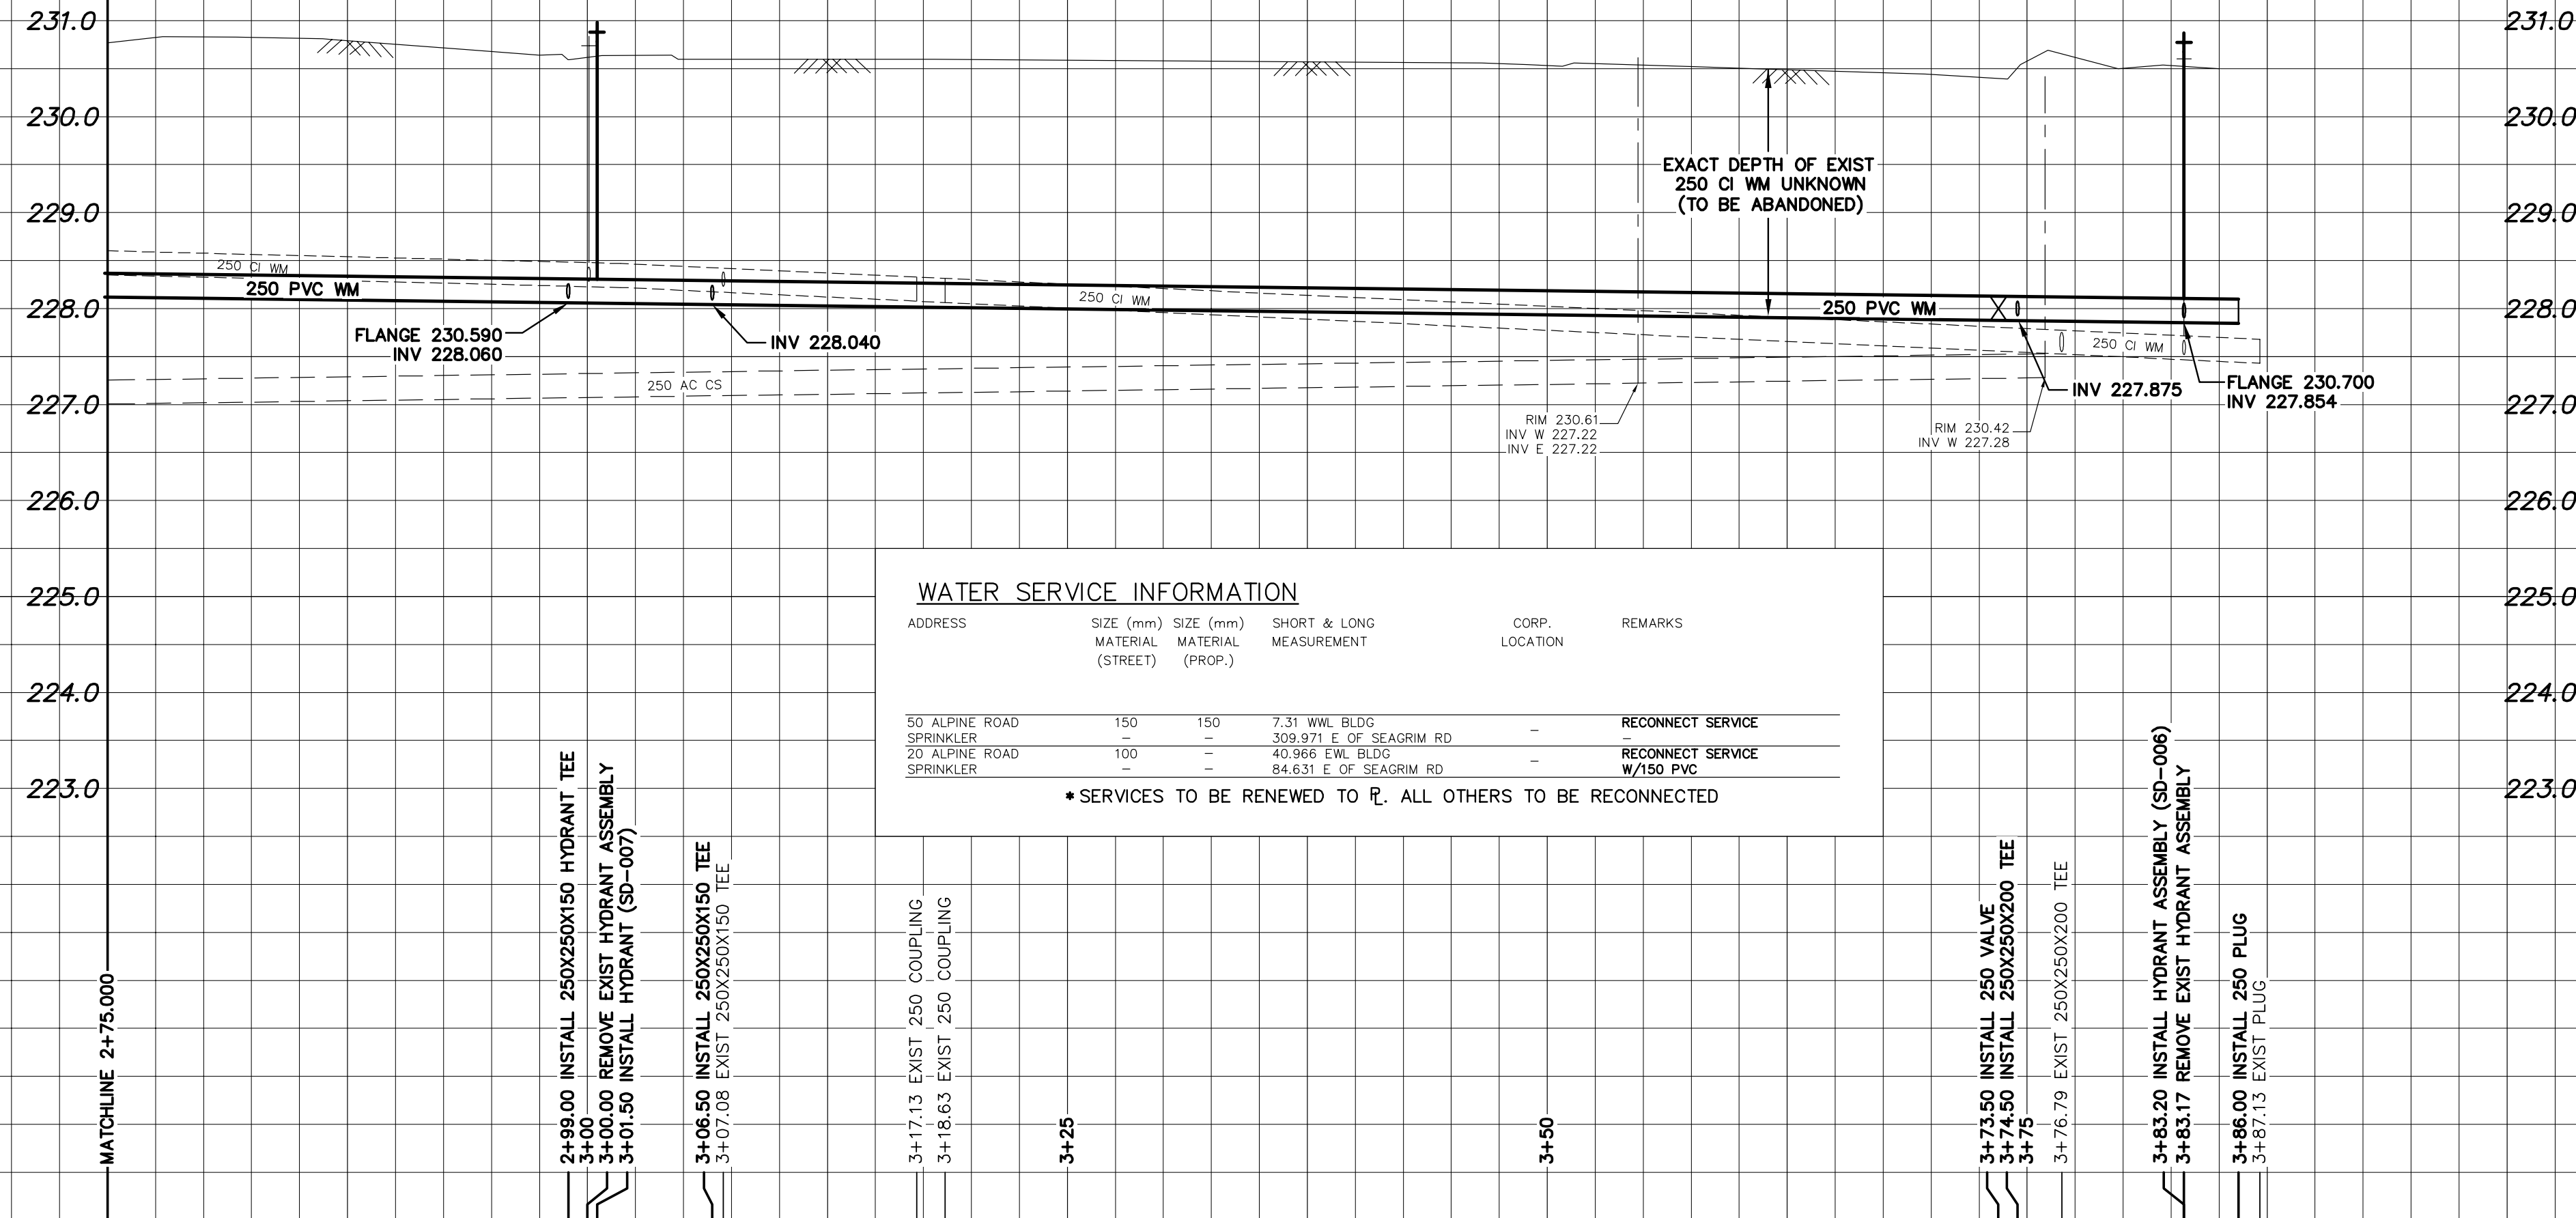 231.0
231.0
230.0
230.0
EXACT DEPTH OF EXIST
250 CI WM UNKNOWN
(TO BE ABANDONED)
229.0
229.0
250 CI WM
250 PVC WM
250 CI WM
250 PVC WM
228.0
228.0
FLANGE 230.590
INV 228.060
INV 228.040
250 CI WM
250 AC CS
INV 227.875
FLANGE 230.700
INV 227.854
227.0
227.0
RIM 230.61
INV W 227.22
INV E 227.22
RIM 230.42
INV W 227.28
226.0
226.0
225.0
225.0
WATER SERVICE INFORMATION
ADDRESS SIZE (mm) SIZE (mm) SHORT & LONG CORP. REMARKS
MATERIAL MATERIAL MEASUREMENT LOCATION
(STREET) (PROP.)
224.0
224.0
50 ALPINE ROAD 150 150 7.31 WWL BLDG – RECONNECT SERVICE
SPRINKLER – – 309.971 E OF SEAGRIM RD –
20 ALPINE ROAD 100 – 40.966 EWL BLDG – RECONNECT SERVICE
SPRINKLER – – 84.631 E OF SEAGRIM RD W/150 PVC
*SERVICES TO BE RENEWED TO PL. ALL OTHERS TO BE RECONNECTED
223.0
223.0
MATCHLINE 2+75.000
2+99.00 INSTALL 250X250X150 HYDRANT TEE
3+00
3+00.00 REMOVE EXIST HYDRANT ASSEMBLY
3+01.50 INSTALL HYDRANT (SD-007)
3+06.50 INSTALL 250X250X150 TEE
3+07.08 EXIST 250X250X150 TEE
3+17.13 EXIST 250 COUPLING
3+18.63 EXIST 250 COUPLING
3+25
3+50
3+73.50 INSTALL 250 VALVE
3+74.50 INSTALL 250X250X200 TEE
3+75
3+76.79 EXIST 250X250X200 TEE
3+83.20 INSTALL HYDRANT ASSEMBLY (SD-006)
3+83.17 REMOVE EXIST HYDRANT ASSEMBLY
3+86.00 INSTALL 250 PLUG
3+87.13 EXIST PLUG